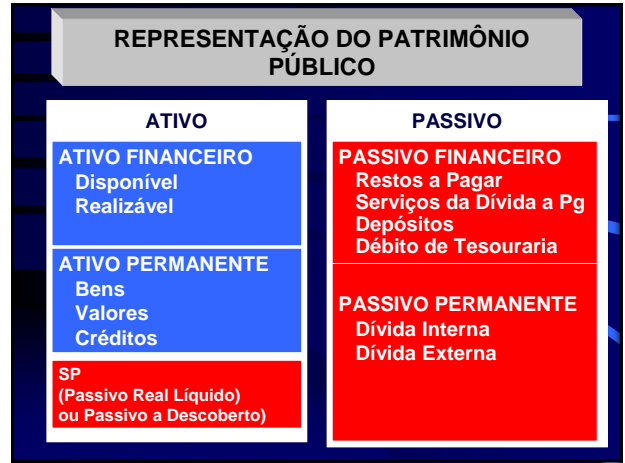 REPRESENTAÇÃO DO PATRIMÔNIO
PÚBLICO
ATIVO
ATIVO FINANCEIRO
Disponível
Realizável
ATIVO PERMANENTE
Bens
Valores
Créditos
SP
(Passivo Real Líquido)
ou Passivo a Descoberto)
PASSIVO
PASSIVO FINANCEIRO
Restos a Pagar
Serviços da Dívida a Pg
Depósitos
Débito de Tesouraria
PASSIVO PERMANENTE
Dívida Interna
Dívida Externa